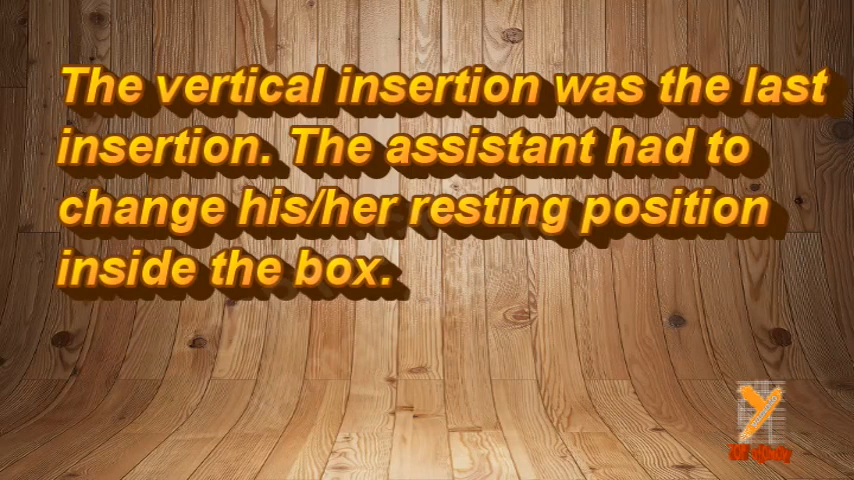 The vertical insertion was the last
insertion. The assistant had to
change his/her resting position
inside the box.